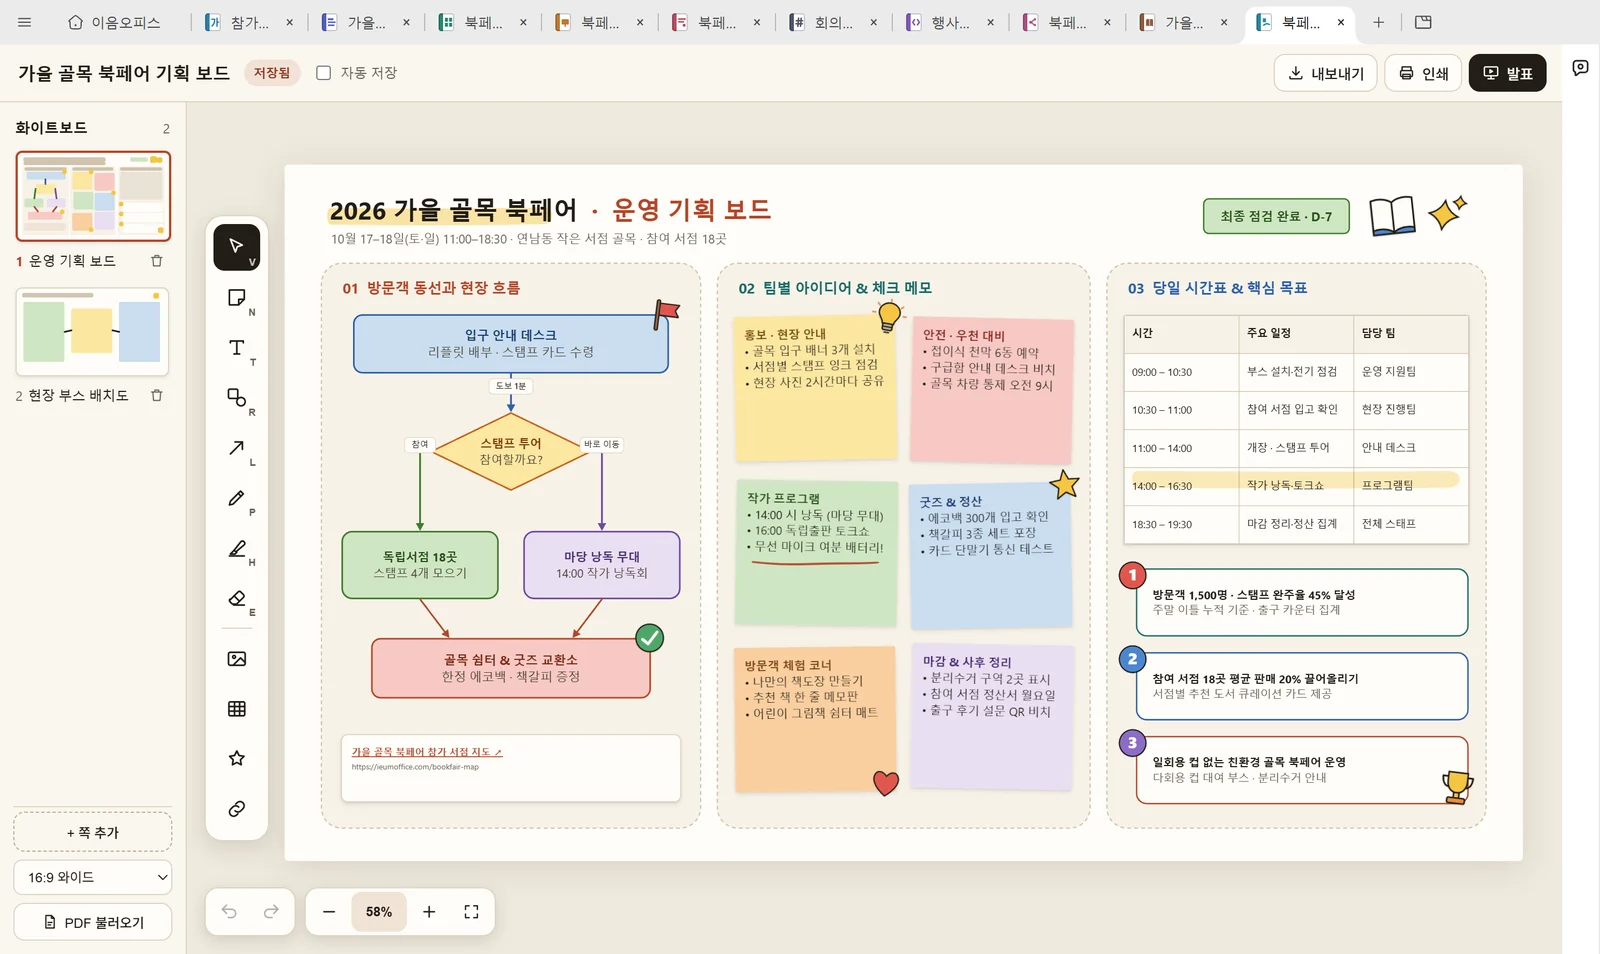 이음오피스
참가...
가을...
북페...
북페...
북페...
회의...
행사...
북페...
가을...
북페...
가을 골목 북페어 기획 보드
저장됨
자동 저장
내보내기
인쇄
발표
화이트보드
2
1 운영 기획 보드
2 현장 부스 배치도
+ 쪽 추가
16:9 와이드
PDF 불러오기
V
N
T
R
L
P
H
E
58%
2026 가을 골목 북페어 · 운영 기획 보드
10월 17–18일(토·일) 11:00–18:30 · 연남동 작은 서점 골목 · 참여 서점 18곳
최종 점검 완료 · D-7
01 방문객 동선과 현장 흐름
입구 안내 데스크
리플릿 배부 · 스탬프 카드 수령
도보 1분
참여
스탬프 투어
참여할까요?
바로 이동
독립서점 18곳
스탬프 4개 모으기
마당 낭독 무대
14:00 작가 낭독회
골목 쉼터 & 굿즈 교환소
한정 에코백 · 책갈피 증정
가을 골목 북페어 참가 서점 지도 ↗
https://ieumoffice.com/bookfair-map
02 팀별 아이디어 & 체크 메모
홍보 · 현장 안내
• 골목 입구 배너 3개 설치
• 서점별 스탬프 잉크 점검
• 현장 사진 2시간마다 공유
안전 · 우천 대비
• 접이식 천막 6동 예약
• 구급함 안내 데스크 비치
• 골목 차량 통제 오전 9시
작가 프로그램
• 14:00 시 낭독 (마당 무대)
• 16:00 독립출판 토크쇼
• 무선 마이크 여분 배터리!
굿즈 & 정산
• 에코백 300개 입고 확인
• 책갈피 3종 세트 포장
• 카드 단말기 통신 테스트
방문객 체험 코너
• 나만의 책도장 만들기
• 추천 책 한 줄 메모판
• 어린이 그림책 쉼터 매트
마감 & 사후 정리
• 분리수거 구역 2곳 표시
• 참여 서점 정산서 월요일
• 출구 후기 설문 QR 비치
03 당일 시간표 & 핵심 목표
시간 주요 일정 담당 팀
09:00 – 10:30 부스 설치·전기 점검 운영 지원팀
10:30 – 11:00 참여 서점 입고 확인 현장 진행팀
11:00 – 14:00 개장 · 스탬프 투어 안내 데스크
14:00 – 16:30 작가 낭독·토크쇼 프로그램팀
18:30 – 19:30 마감 정리·정산 집계 전체 스태프
1
방문객 1,500명 · 스탬프 완주율 45% 달성
주말 이틀 누적 기준 · 출구 카운터 집계
2
참여 서점 18곳 평균 판매 20% 끌어올리기
서점별 추천 도서 큐레이션 카드 제공
3
일회용 컵 없는 친환경 골목 북페어 운영
다회용 컵 대여 부스 · 분리수거 안내